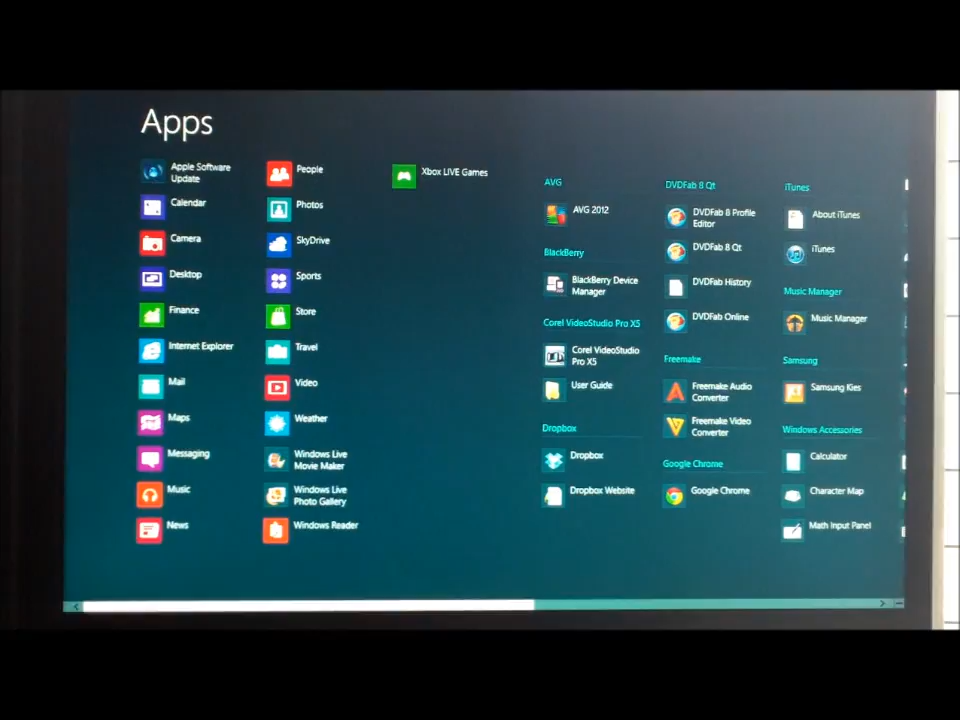 Apps
Apple Software
Update
Calendar
Camera
Desktop
Finance
Internet Explorer
Mail
Maps
Messaging
Music
News
People
Photos
SkyDrive
Sports
Store
Travel
Video
Weather
Windows Live
Movie Maker
Windows Live
Photo Gallery
Windows Reader
Xbox LIVE Games
AVG
AVG 2012
BlackBerry
BlackBerry Device
Manager
Corel VideoStudio Pro X5
Corel VideoStudio
Pro X5
User Guide
Dropbox
Dropbox
Dropbox Website
DVDFab 8 Qt
DVDFab 8 Profile
Editor
DVDFab 8 Qt
DVDFab History
DVDFab Online
Freemake
Freemake Audio
Converter
Freemake Video
Converter
Google Chrome
Google Chrome
iTunes
About iTunes
iTunes
Music Manager
Music Manager
Samsung
Samsung Kies
Windows Accessories
Calculator
Character Map
Math Input Panel